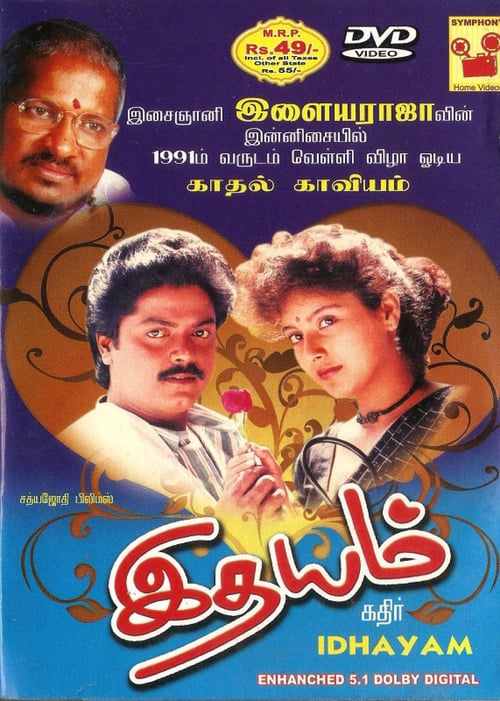 M.R.P.
Rs.49/-
Incl. of all Taxes
Other State
Rs. 55/-
DVD
VIDEO
SYMPHONY
Home Videos
இசைஞானி இளையராஜாவின்
இன்னிசையில்
1991ம் வருடம் வெள்ளி விழா ஓடிய
காதல் காவியம்
சத்யஜோதி பிலிம்ஸ்
இதயம்
கதிர்
IDHAYAM
ENHANCHED 5.1 DOLBY DIGITAL